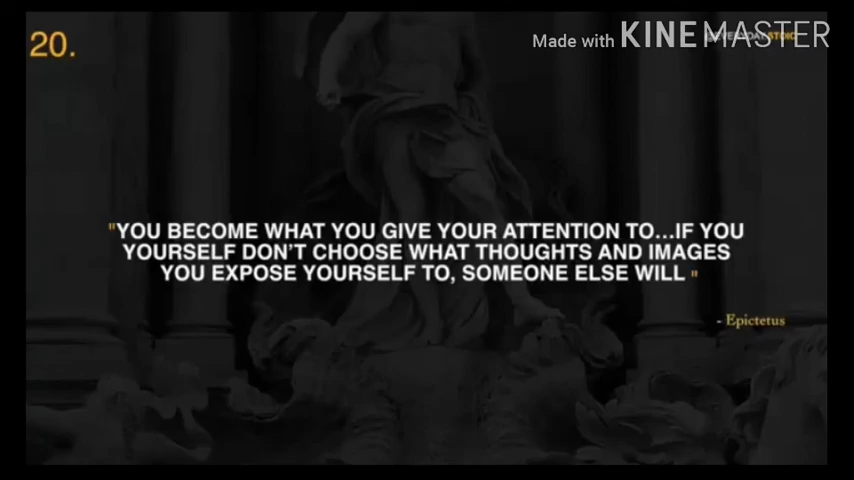 20.
Made with KINEMASTER
"YOU BECOME WHAT YOU GIVE YOUR ATTENTION TO...IF YOU
YOURSELF DON'T CHOOSE WHAT THOUGHTS AND IMAGES
YOU EXPOSE YOURSELF TO, SOMEONE ELSE WILL "
- Epictetus